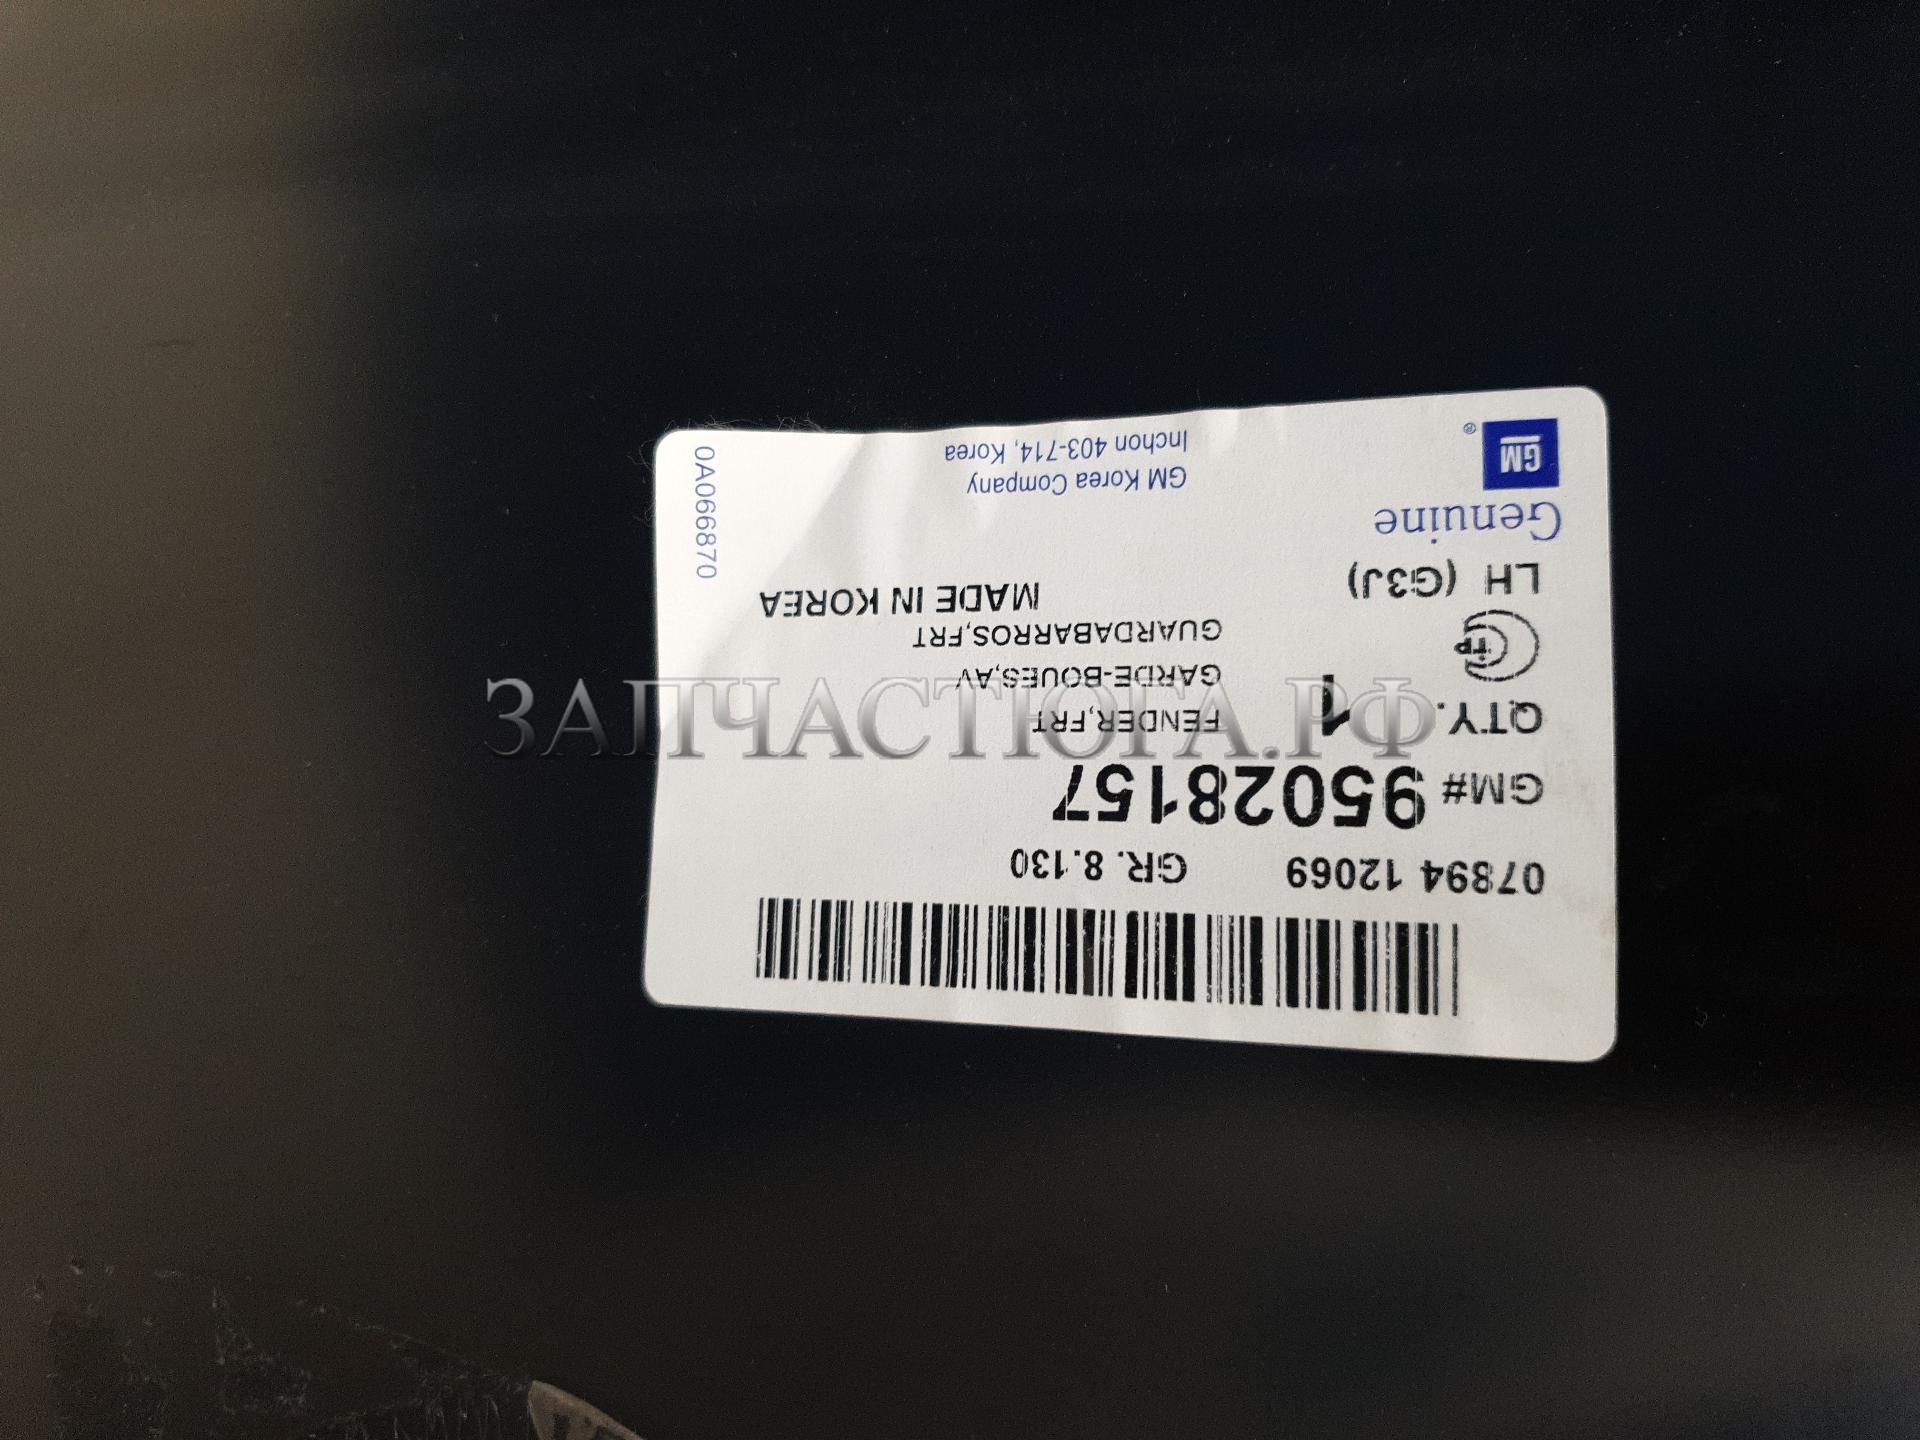 07894 12069 GR. 8.130
GM# 95028157
QTY. 1 FENDER,FRT
GARDE-BOUES,AV
GUARDABARROS,FRT
LH (G3J) MADE IN KOREA
Genuine
GM ®
GM Korea Company
Inchon 403-714, Korea
0A066870
ЗАПЧАСТЮГА.РФ